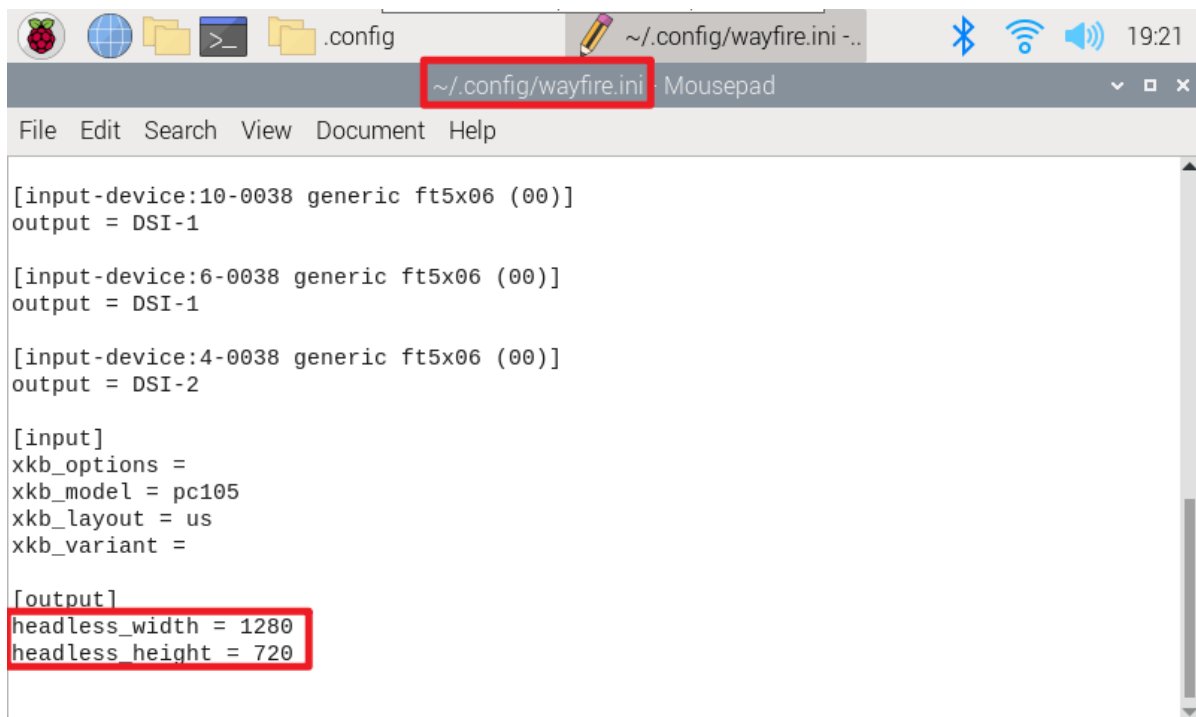 >_ .config ~/.config/wayfire.ini -.. 19:21
~/.config/wayfire.ini - Mousepad
File Edit Search View Document Help
[input-device:10-0038 generic ft5x06 (00)]
output = DSI-1
[input-device:6-0038 generic ft5x06 (00)]
output = DSI-1
[input-device:4-0038 generic ft5x06 (00)]
output = DSI-2
[input]
xkb_options =
xkb_model = pc105
xkb_layout = us
xkb_variant =
[output]
headless_width = 1280
headless_height = 720